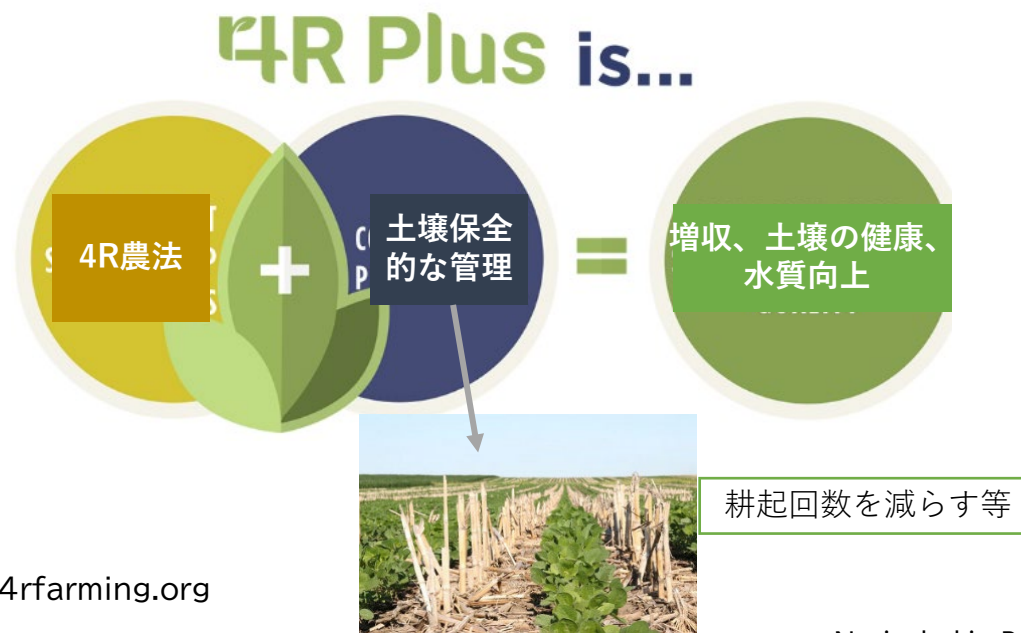 4R Plus is...
4R農法
+
土壌保全
的な管理
=
増収、土壌の健康、
水質向上
耕起回数を減らす等
4rfarming.org